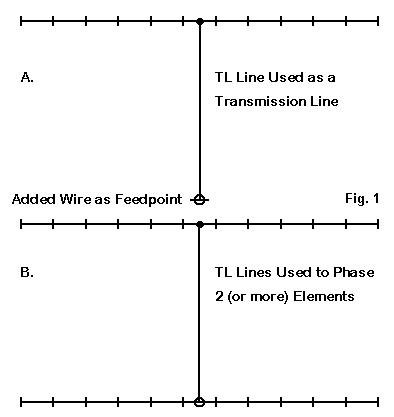 A.
TL Line Used as a
Transmission Line
Added Wire as Feedpoint
Fig. 1
B.
TL Lines Used to Phase
2 (or more) Elements